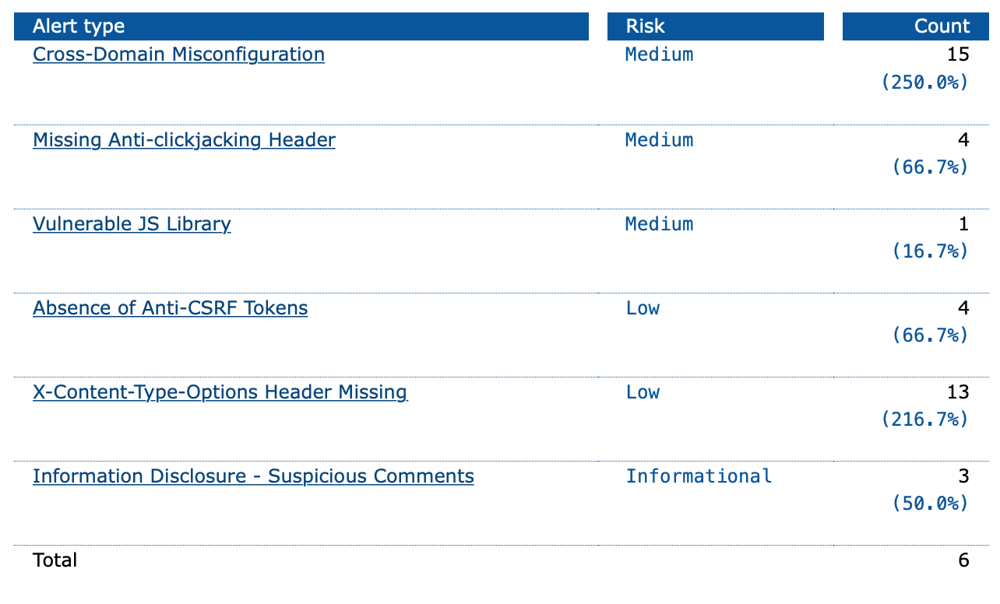 Alert type Risk Count
Cross-Domain Misconfiguration Medium 15
(250.0%)
Missing Anti-clickjacking Header Medium 4
(66.7%)
Vulnerable JS Library Medium 1
(16.7%)
Absence of Anti-CSRF Tokens Low 4
(66.7%)
X-Content-Type-Options Header Missing Low 13
(216.7%)
Information Disclosure - Suspicious Comments Informational 3
(50.0%)
Total 6